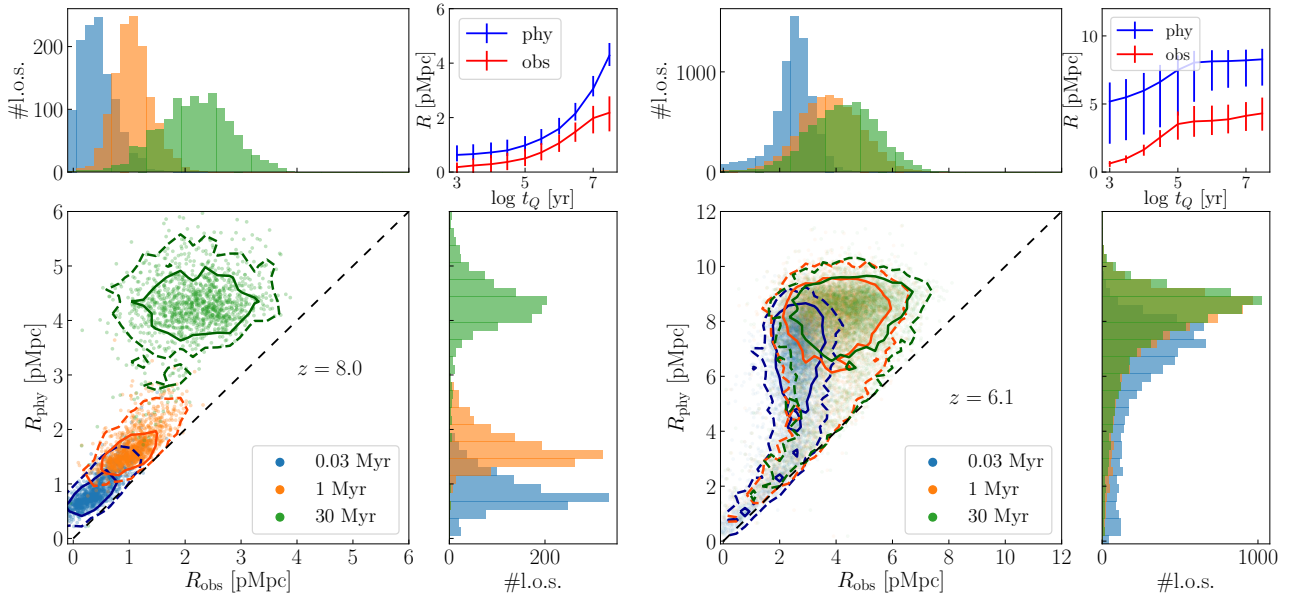 #l.o.s.
200
100
0
R [pMpc]
6
4
2
0
phy
obs
3
5
7
log t_Q [yr]
#l.o.s.
1000
0
R [pMpc]
10
5
0
phy
obs
3
5
7
log t_Q [yr]
R_phy [pMpc]
6
5
4
3
2
1
0
z = 8.0
0.03 Myr
1 Myr
30 Myr
0 1 2 3 4 5 6
R_obs [pMpc]
0 200
#l.o.s.
R_phy [pMpc]
12
10
8
6
4
2
0
z = 6.1
0.03 Myr
1 Myr
30 Myr
0 2 4 6 8 10 12
R_obs [pMpc]
0 1000
#l.o.s.